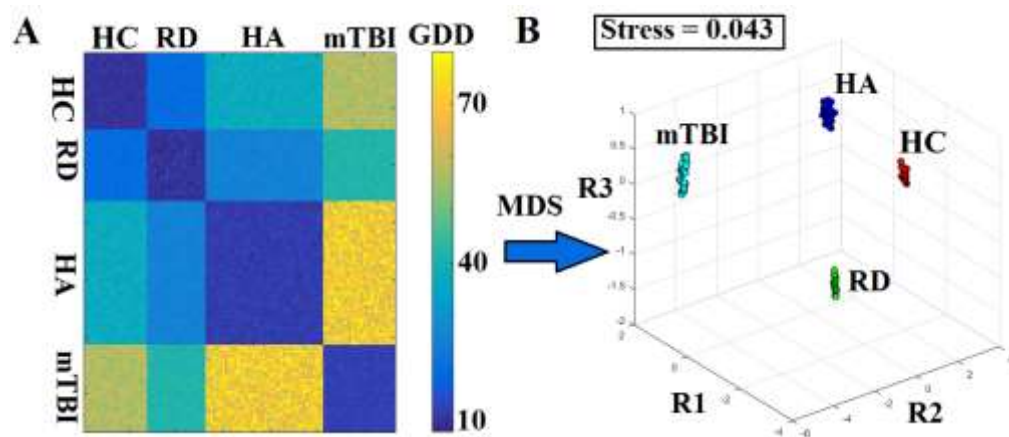 A
HC RD HA mTBI GDD
HC
RD
HA
mTBI
70
40
10
MDS
B
Stress = 0.043
mTBI
HA
HC
RD
R3
R1
R2
1
0.5
0
-0.5
-1
-1.5
-2
2
0
-2
-4
-6
-4
-2
0
2